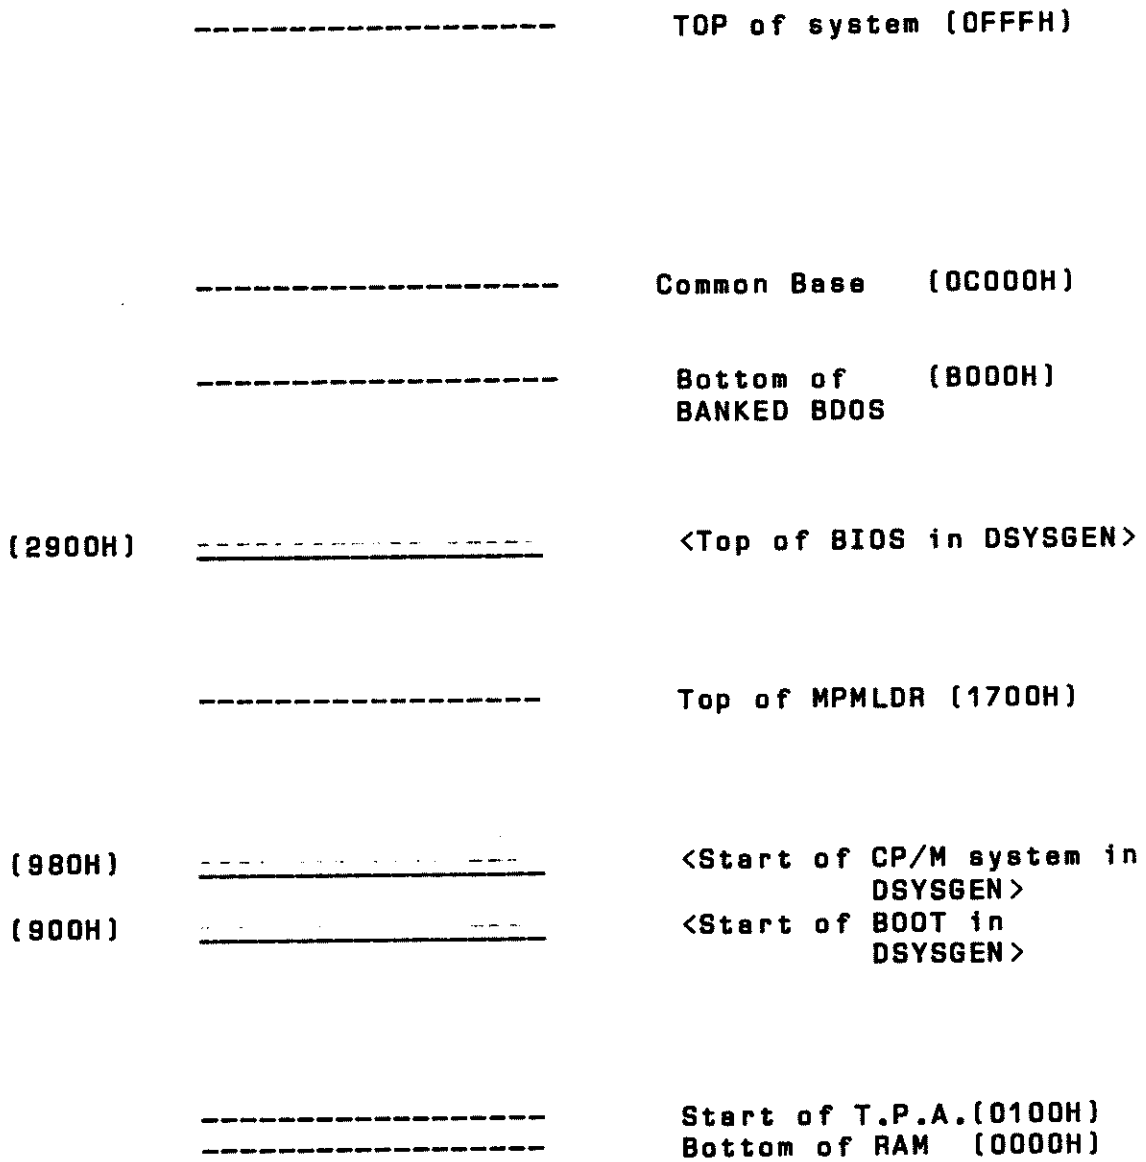 TOP of system (0FFFH)
Common Base (0C000H)
Bottom of (B000H)
BANKED BDOS
(2900H) <Top of BIOS in DSYSGEN>
Top of MPMLDR (1700H)
(980H) <Start of CP/M system in
DSYSGEN>
(900H) <Start of BOOT in
DSYSGEN>
Start of T.P.A.(0100H)
Bottom of RAM (0000H)